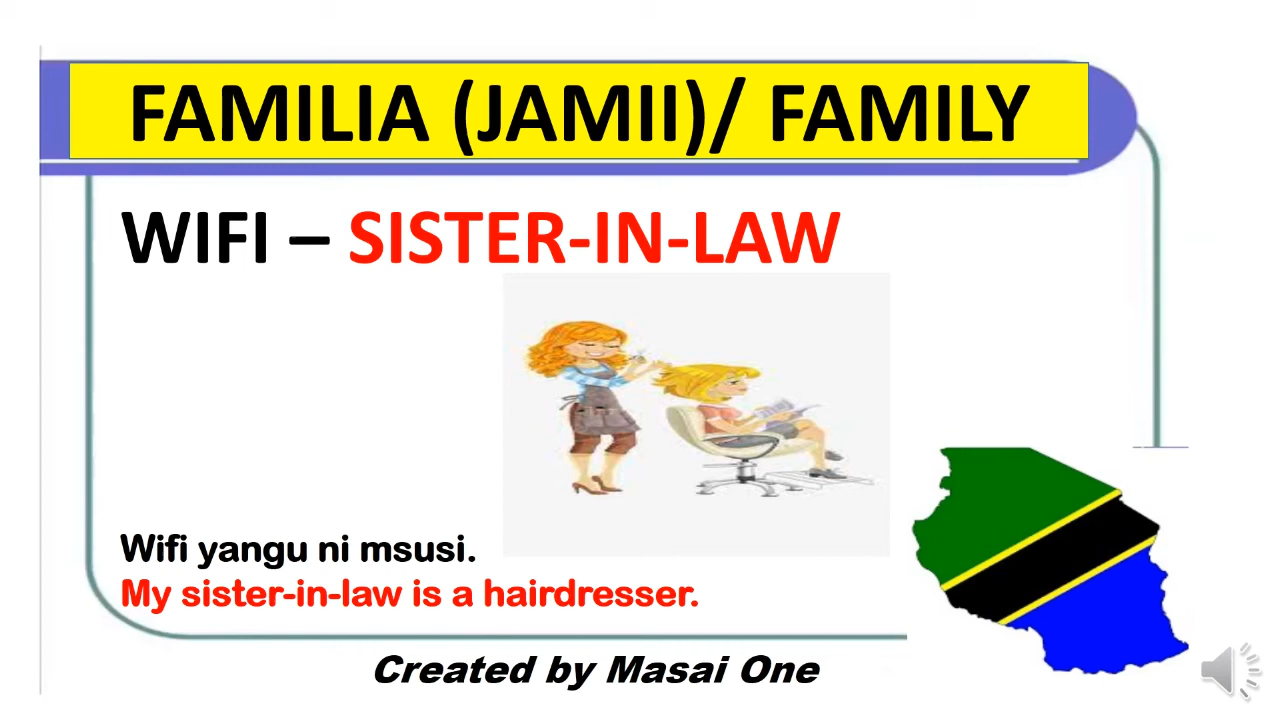 FAMILIA (JAMII)/ FAMILY
WIFI – SISTER-IN-LAW
Wifi yangu ni msusi.
My sister-in-law is a hairdresser.
Created by Masai One